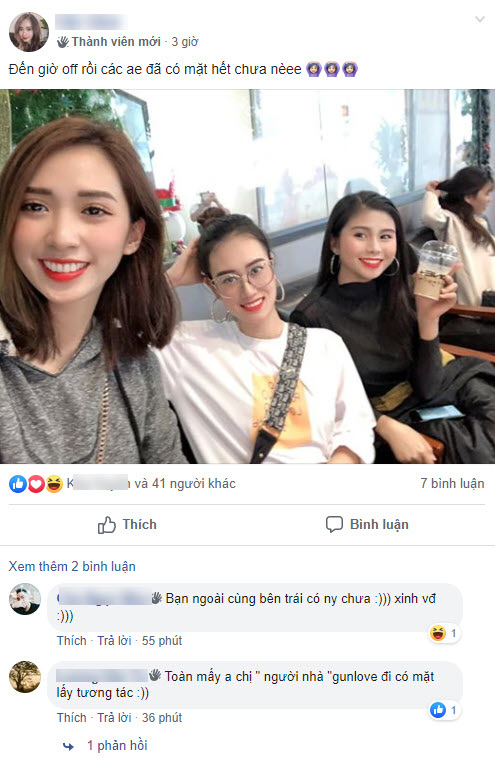 Thành viên mới · 3 giờ
Đến giờ off rồi các ae đã có mặt hết chưa nèee 🙆🏻‍♀️🙆🏻‍♀️🙆🏻‍♀️
và 41 người khác
7 bình luận
Thích
Bình luận
Xem thêm 2 bình luận
Bạn ngoài cùng bên trái có ny chưa :))) xinh vđ
:)))
1
Thích · Trả lời · 55 phút
Toàn mấy a chị " người nhà "gunlove đi có mặt
lấy tương tác :))
1
Thích · Trả lời · 36 phút
1 phản hồi